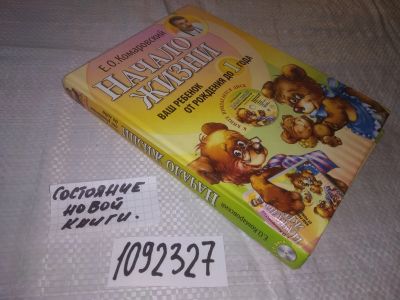 Е.О.Комаровский
НАЧАЛО
ЖИЗНИ
ВАШ РЕБЕНОК
ОТ РОЖДЕНИЯ ДО 1 ГОДА
НАЧАЛО ЖИЗНИ
Е.О.Комаровский
СОСТОЯНИЕ
НОВОЙ
КНИГИ.
1092327